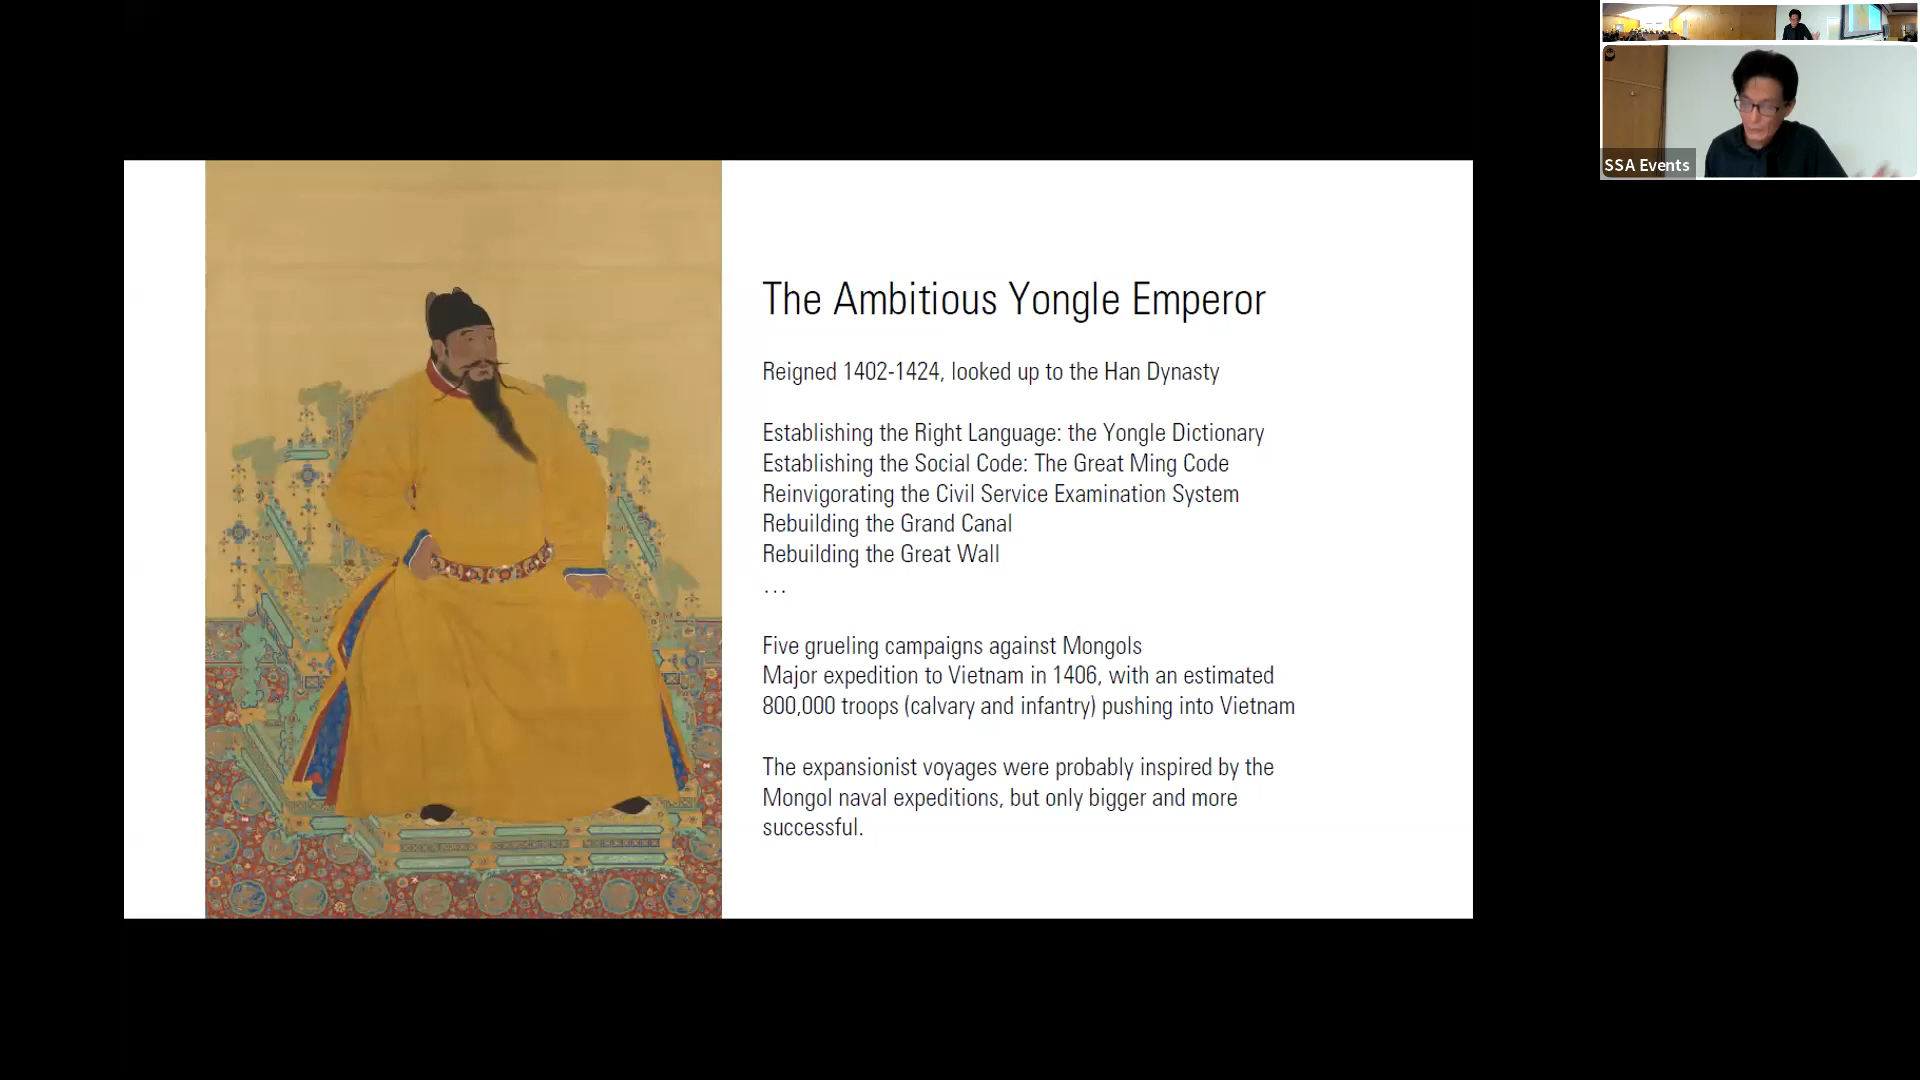 SSA Events
The Ambitious Yongle Emperor
Reigned 1402-1424, looked up to the Han Dynasty
Establishing the Right Language: the Yongle Dictionary
Establishing the Social Code: The Great Ming Code
Reinvigorating the Civil Service Examination System
Rebuilding the Grand Canal
Rebuilding the Great Wall
…
Five grueling campaigns against Mongols
Major expedition to Vietnam in 1406, with an estimated
800,000 troops (calvary and infantry) pushing into Vietnam
The expansionist voyages were probably inspired by the
Mongol naval expeditions, but only bigger and more
successful.